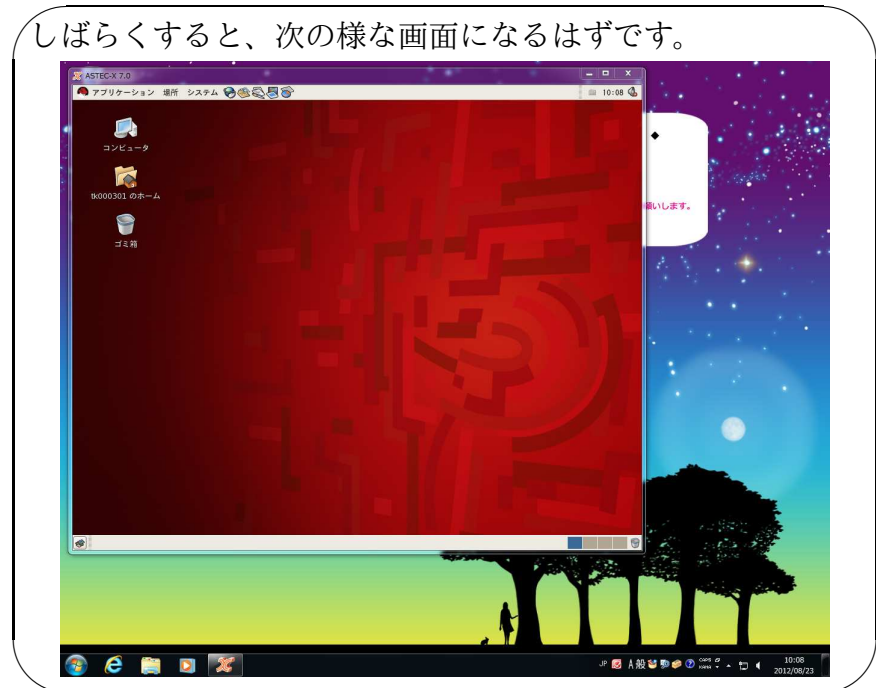 しばらくすると、次の様な画面になるはずです。
ASTEC-X 7.0
アプリケーション 場所 システム
10:08
コンピュータ
tk000301 のホーム
ゴミ箱
◆
願いします。
JP A 般 CAPS KANA
10:08
2012/08/23